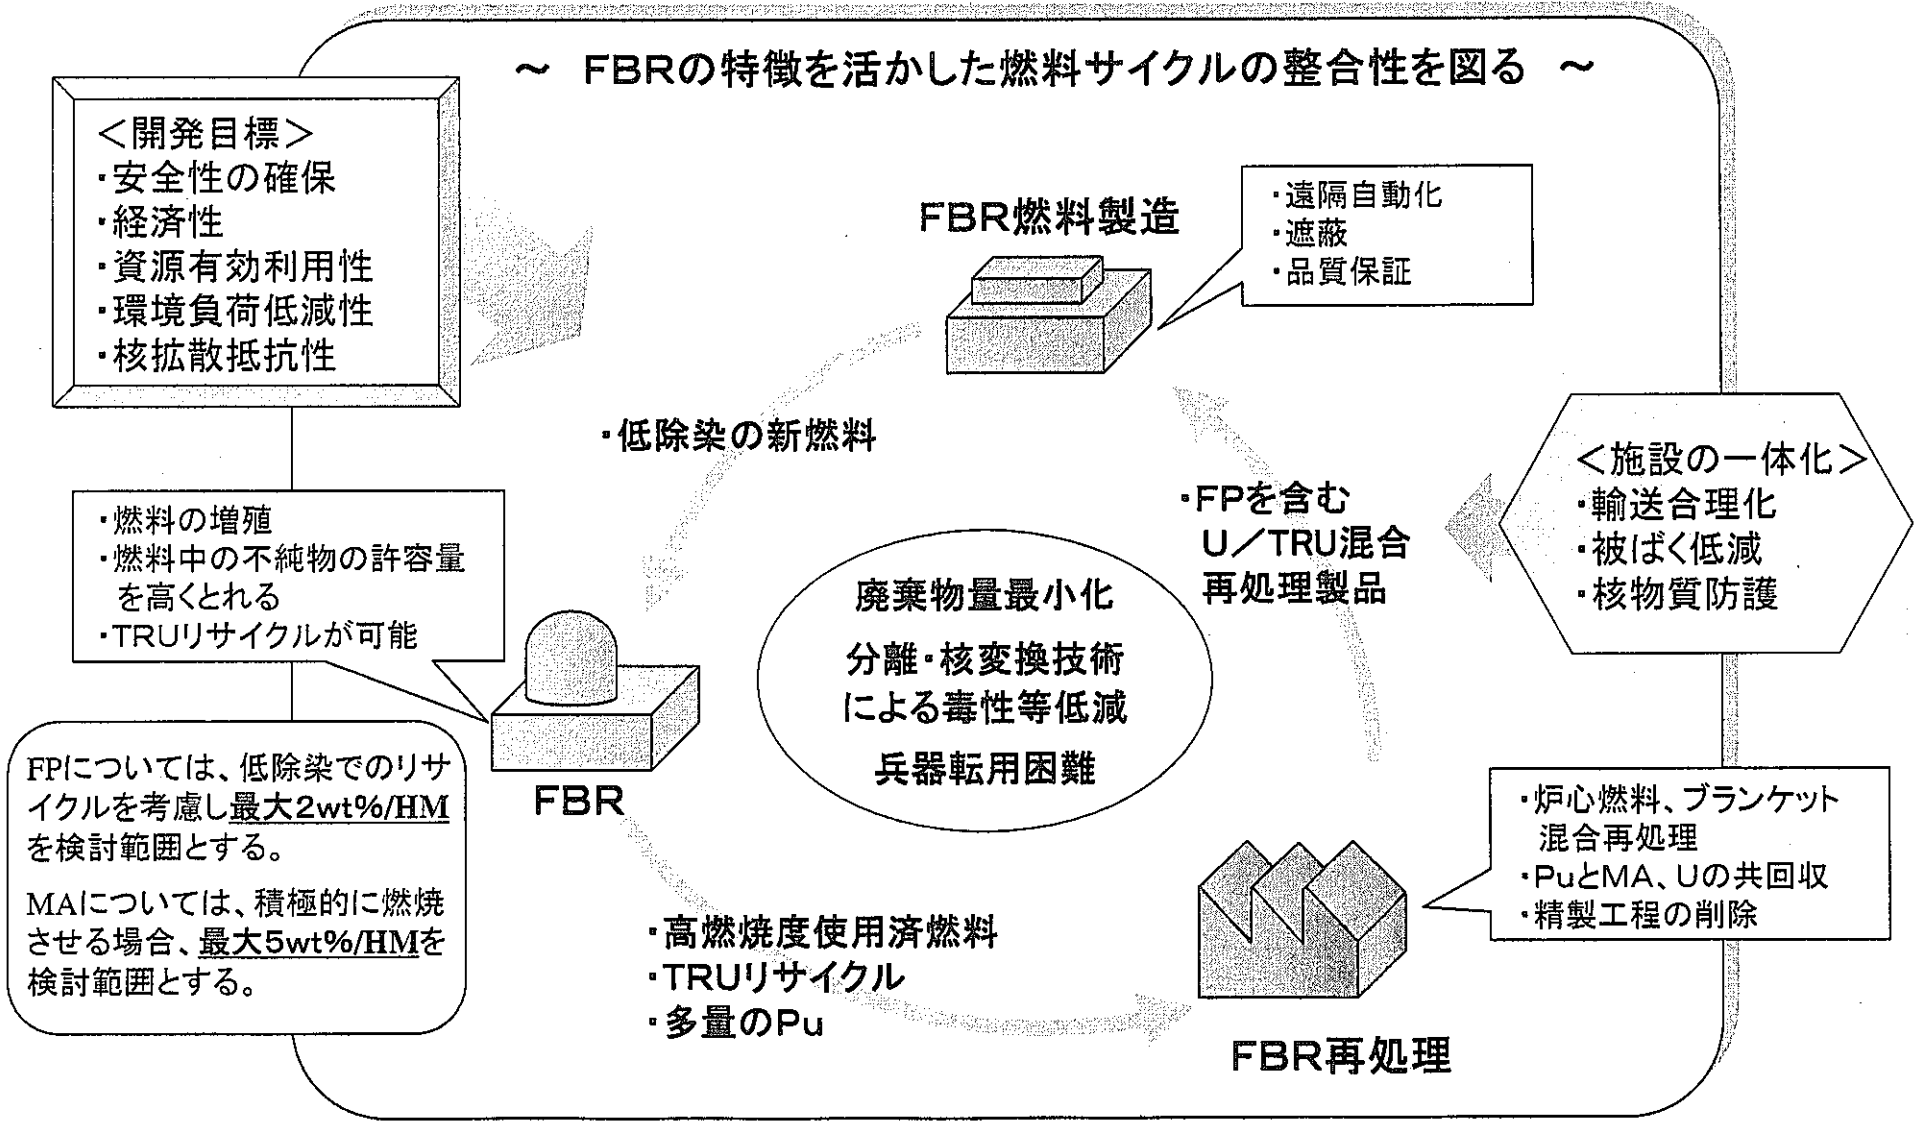 ～ FBRの特徴を活かした燃料サイクルの整合性を図る ～
＜開発目標＞
・安全性の確保
・経済性
・資源有効利用性
・環境負荷低減性
・核拡散抵抗性
FBR燃料製造
・遠隔自動化
・遮蔽
・品質保証
・低除染の新燃料
＜施設の一体化＞
・輸送合理化
・被ばく低減
・核物質防護
・FPを含む
U／TRU混合
再処理製品
・燃料の増殖
・燃料中の不純物の許容量
を高くとれる
・TRUリサイクルが可能
廃棄物量最小化
分離・核変換技術
による毒性等低減
兵器転用困難
FBR
FPについては、低除染でのリサ
イクルを考慮し最大2wt%/HM
を検討範囲とする。
MAについては、積極的に燃焼
させる場合、最大5wt%/HMを
検討範囲とする。
・炉心燃料、ブランケット
混合再処理
・PuとMA、Uの共回収
・精製工程の削除
・高燃焼度使用済燃料
・TRUリサイクル
・多量のPu
FBR再処理